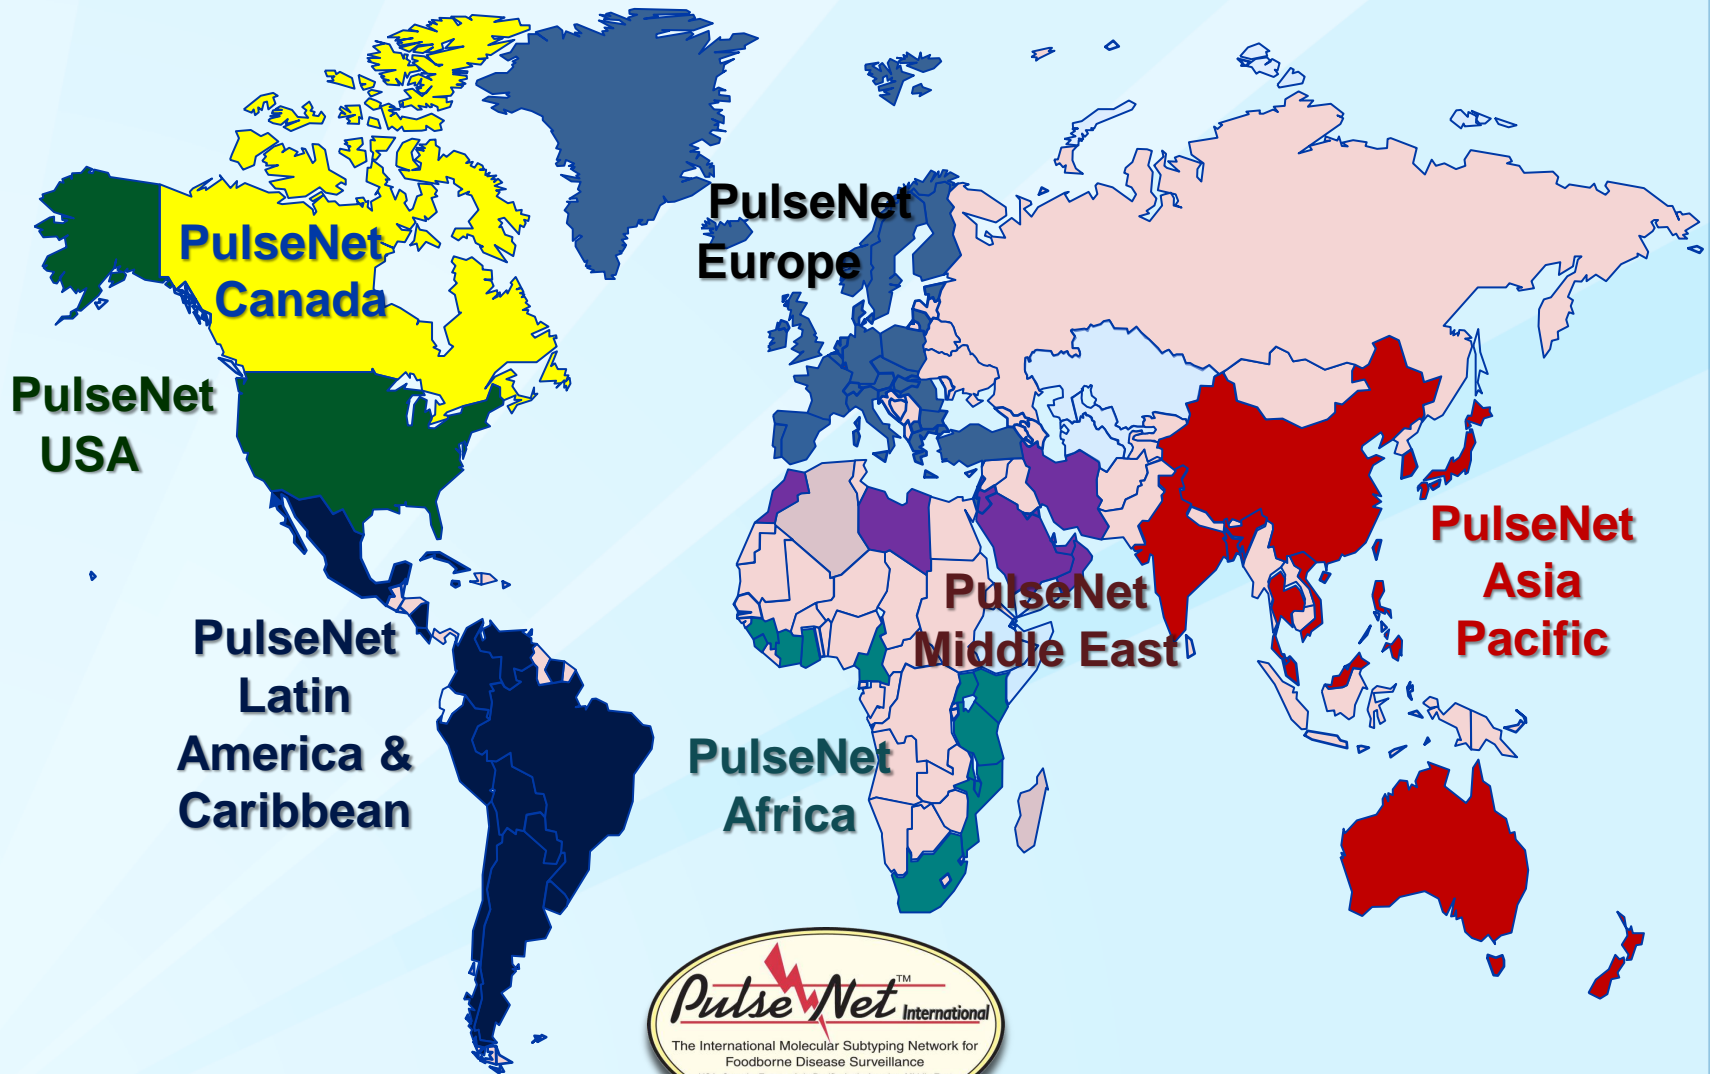 PulseNet
Canada
PulseNet
Europe
PulseNet
USA
PulseNet
Asia
Pacific
PulseNet
Middle East
PulseNet
Latin
America &
Caribbean
PulseNet
Africa
PulseNet™ International
The International Molecular Subtyping Network for
Foodborne Disease Surveillance